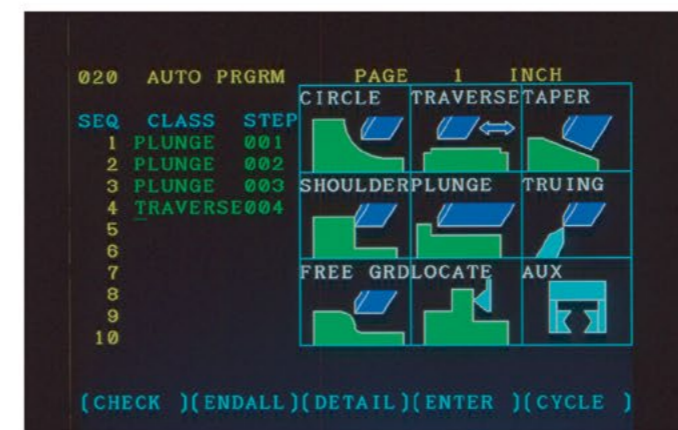 020 AUTO PRGRM PAGE 1 INCH
CIRCLE TRAVERSE TAPER
SEQ CLASS STEP
1 PLUNGE 001
2 PLUNGE 002
3 PLUNGE 003
SHOULDER PLUNGE TRUING
4 TRAVERSE004
5
6
7
FREE GRD LOCATE AUX
8
9
10
(CHECK )(ENDALL)(DETAIL)(ENTER )(CYCLE )